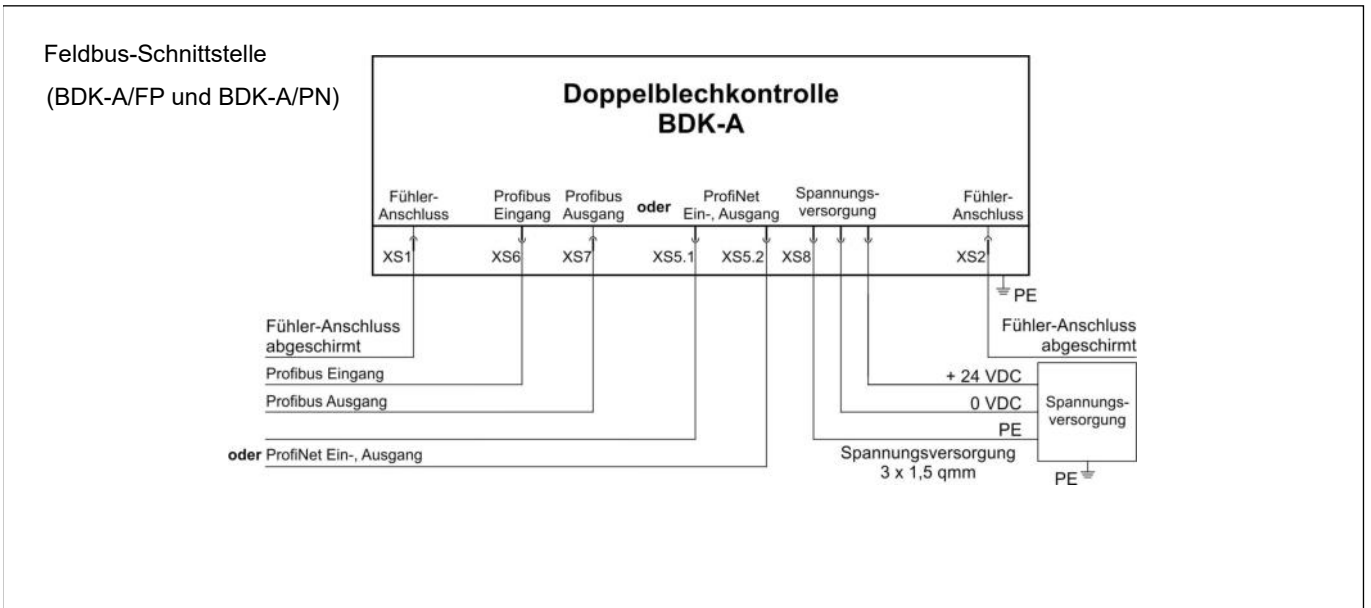 Feldbus-Schnittstelle
(BDK-A/FP und BDK-A/PN)
Doppelblechkontrolle
BDK-A
Fühler-
Anschluss
Profibus
Eingang
Profibus
Ausgang
oder
ProfiNet
Ein-, Ausgang
Spannungs-
versorgung
Fühler-
Anschluss
XS1
XS6
XS7
XS5.1
XS5.2
XS8
XS2
PE
Fühler-Anschluss
abgeschirmt
Fühler-Anschluss
abgeschirmt
Profibus Eingang
+ 24 VDC
Profibus Ausgang
0 VDC
Spannungs-
versorgung
PE
oder ProfiNet Ein-, Ausgang
Spannungsversorgung
3 x 1,5 qmm
PE